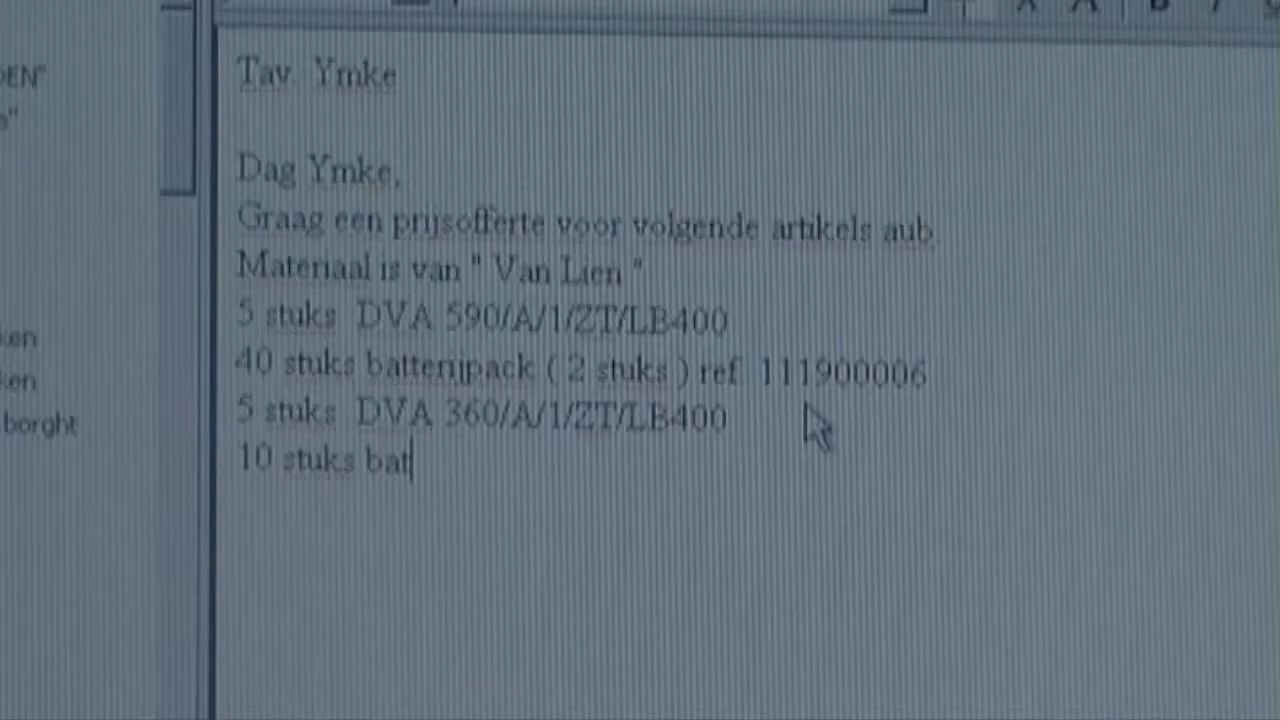 Tav. Ymke
Dag Ymke,
Graag een prijsofferte voor volgende artikels aub.
Materiaal is van " Van Lien "
5 stuks DVA 590/A/1/ZT/LB400
40 stuks batterijpack ( 2 stuks ) ref. 111900006
5 stuks DVA 360/A/1/ZT/LB400
10 stuks bat
borght